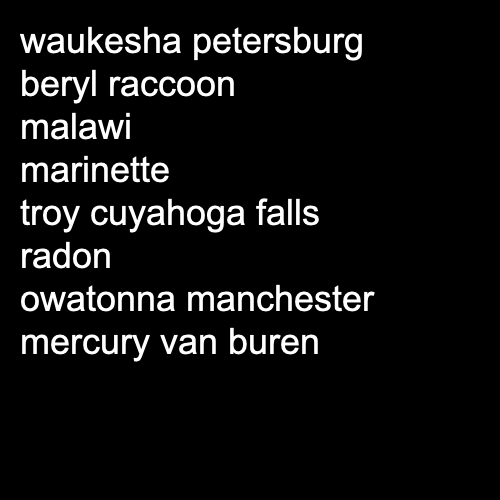 waukesha petersburg
beryl raccoon
malawi
marinette
troy cuyahoga falls
radon
owatonna manchester
mercury van buren